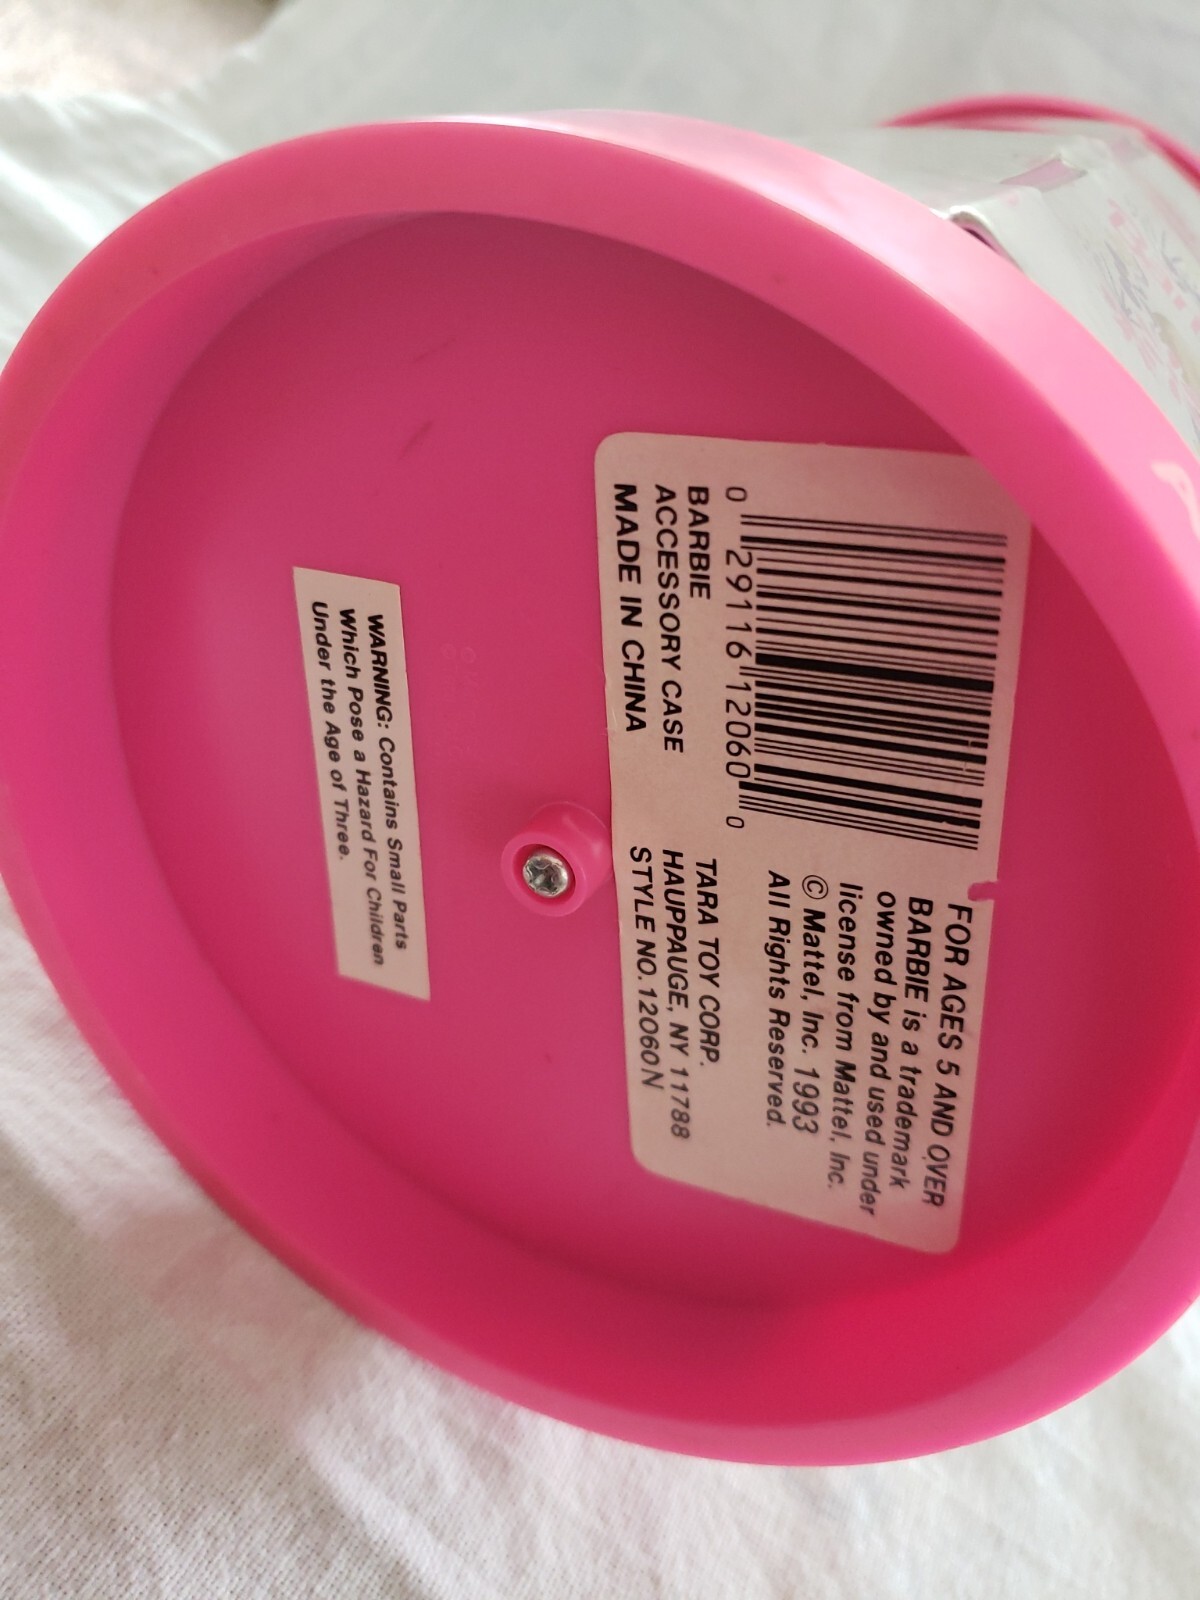 FOR AGES 5 AND OVER
BARBIE is a trademark
owned by and used under
license from Mattel, Inc.
© Mattel, Inc. 1993
All Rights Reserved.
0 29116 12060 0
BARBIE
ACCESSORY CASE
MADE IN CHINA
TARA TOY CORP.
HAUPPAUGE, NY 11788
STYLE NO. 12060N
WARNING: Contains Small Parts
Which Pose a Hazard For Children
Under the Age of Three.